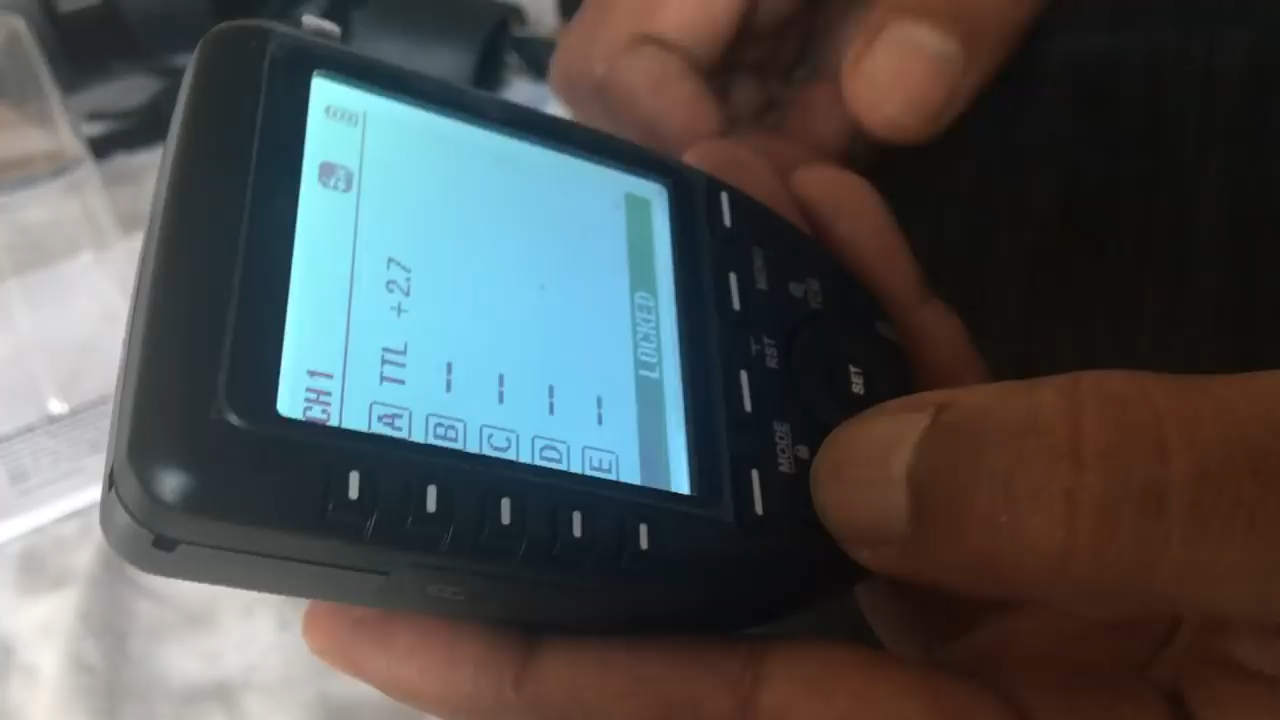 CH1
A TTL +2.7
B --
C --
D --
E --
LOCKED
MODE
RST
SET